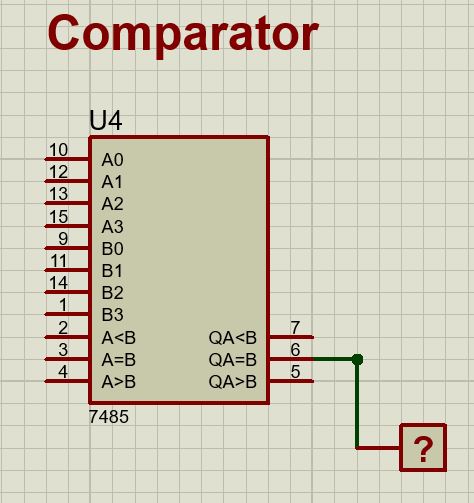 Comparator
U4
10 A0
12 A1
13 A2
15 A3
9 B0
11 B1
14 B2
1 B3
2 A<B QA<B 7
3 A=B QA=B 6
4 A>B QA>B 5
7485
?